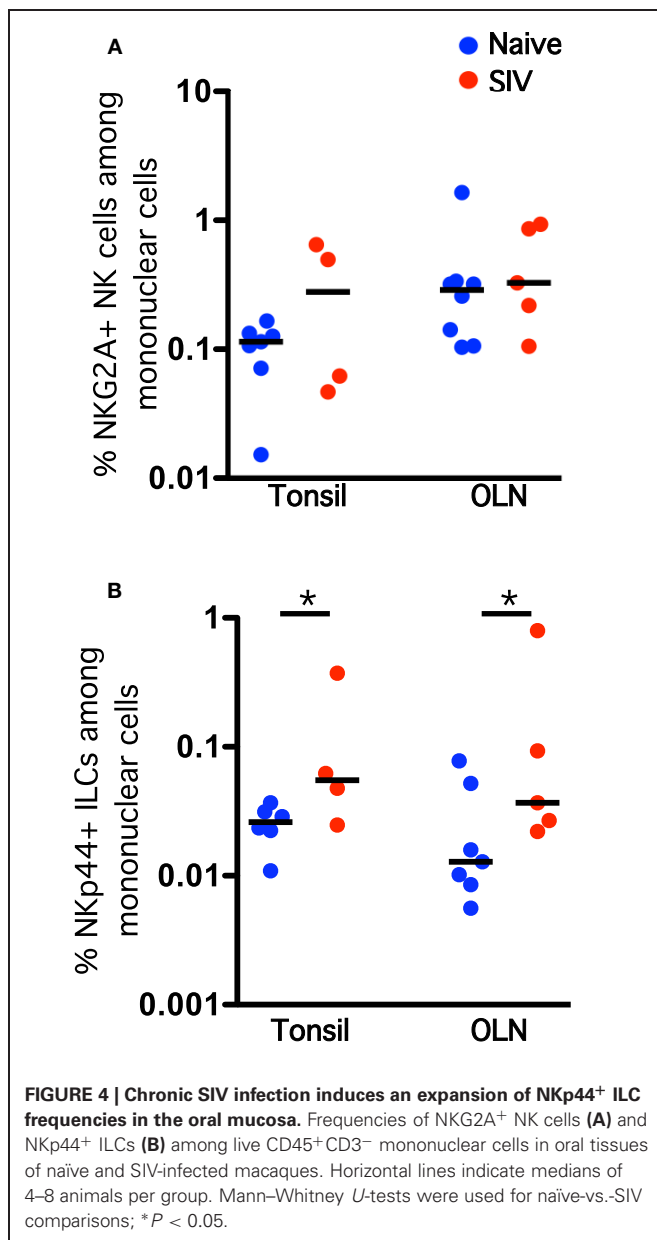 A
Naive
SIV
% NKG2A+ NK cells among
mononuclear cells
10
1
0.1
0.01
Tonsil
OLN
B
*
*
% NKp44+ ILCs among
mononuclear cells
1
0.1
0.01
0.001
Tonsil
OLN
FIGURE 4 | Chronic SIV infection induces an expansion of NKp44⁺ ILC
frequencies in the oral mucosa. Frequencies of NKG2A⁺ NK cells (A) and
NKp44⁺ ILCs (B) among live CD45⁺CD3⁻ mononuclear cells in oral tissues
of naïve and SIV-infected macaques. Horizontal lines indicate medians of
4–8 animals per group. Mann–Whitney U-tests were used for naïve-vs.-SIV
comparisons; *P < 0.05.